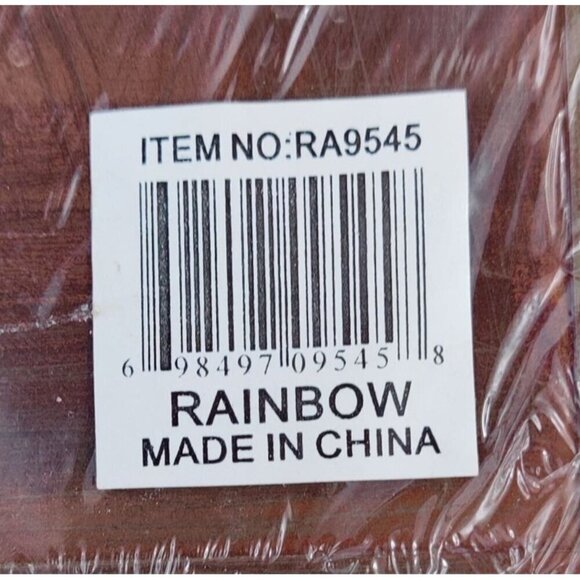 ITEM NO:RA9545
6 98497 09545 8
RAINBOW
MADE IN CHINA